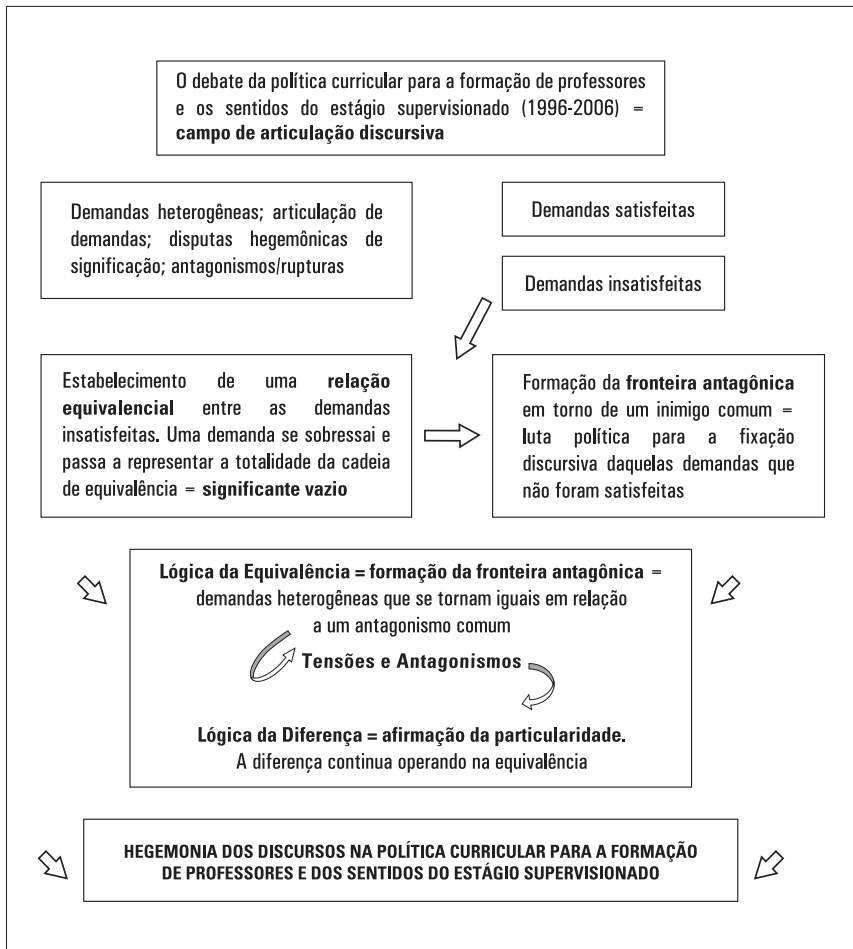 O debate da política curricular para a formação de professores
e os sentidos do estágio supervisionado (1996-2006) =
campo de articulação discursiva
Demandas heterogêneas; articulação de
demandas; disputas hegemônicas de
significação; antagonismos/rupturas
Demandas satisfeitas
Demandas insatisfeitas
Estabelecimento de uma relação
equivalencial entre as demandas
insatisfeitas. Uma demanda se sobressai e
passa a representar a totalidade da cadeia
de equivalência = significante vazio
Formação da fronteira antagônica
em torno de um inimigo comum =
luta política para a fixação
discursiva daquelas demandas que
não foram satisfeitas
Lógica da Equivalência = formação da fronteira antagônica =
demandas heterogêneas que se tornam iguais em relação
a um antagonismo comum
Tensões e Antagonismos
Lógica da Diferença = afirmação da particularidade.
A diferença continua operando na equivalência
HEGEMONIA DOS DISCURSOS NA POLÍTICA CURRICULAR PARA A FORMAÇÃO
DE PROFESSORES E DOS SENTIDOS DO ESTÁGIO SUPERVISIONADO